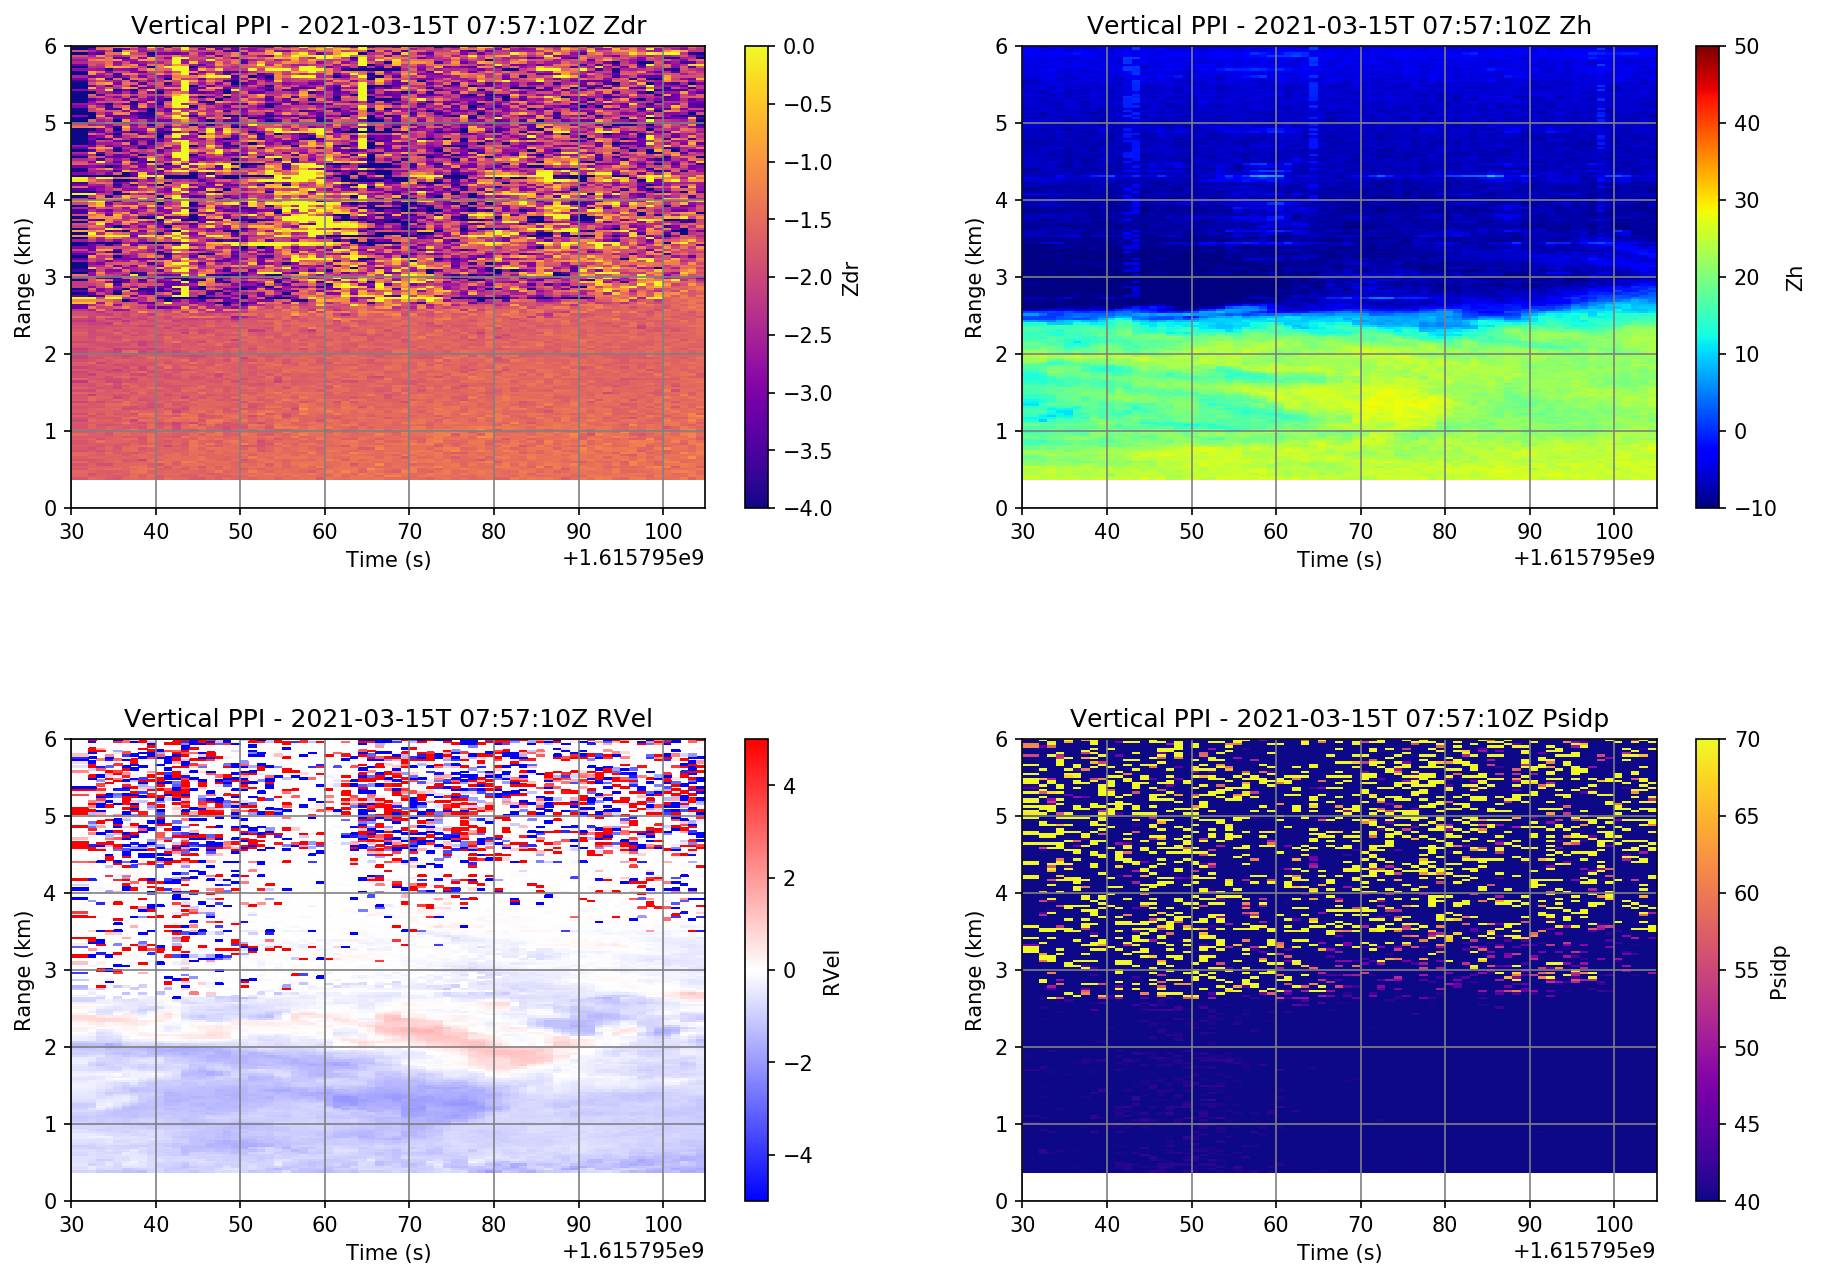 Vertical PPI - 2021-03-15T 07:57:10Z Zdr
6
5
4
3
2
1
0
Range (km)
30 40 50 60 70 80 90 100
Time (s)
+1.615795e9
0.0
−0.5
−1.0
−1.5
−2.0
−2.5
−3.0
−3.5
−4.0
Zdr
Vertical PPI - 2021-03-15T 07:57:10Z Zh
6
5
4
3
2
1
0
Range (km)
30 40 50 60 70 80 90 100
Time (s)
+1.615795e9
50
40
30
20
10
0
−10
Zh
Vertical PPI - 2021-03-15T 07:57:10Z RVel
6
5
4
3
2
1
0
Range (km)
30 40 50 60 70 80 90 100
Time (s)
+1.615795e9
4
2
0
−2
−4
RVel
Vertical PPI - 2021-03-15T 07:57:10Z Psidp
6
5
4
3
2
1
0
Range (km)
30 40 50 60 70 80 90 100
Time (s)
+1.615795e9
70
65
60
55
50
45
40
Psidp